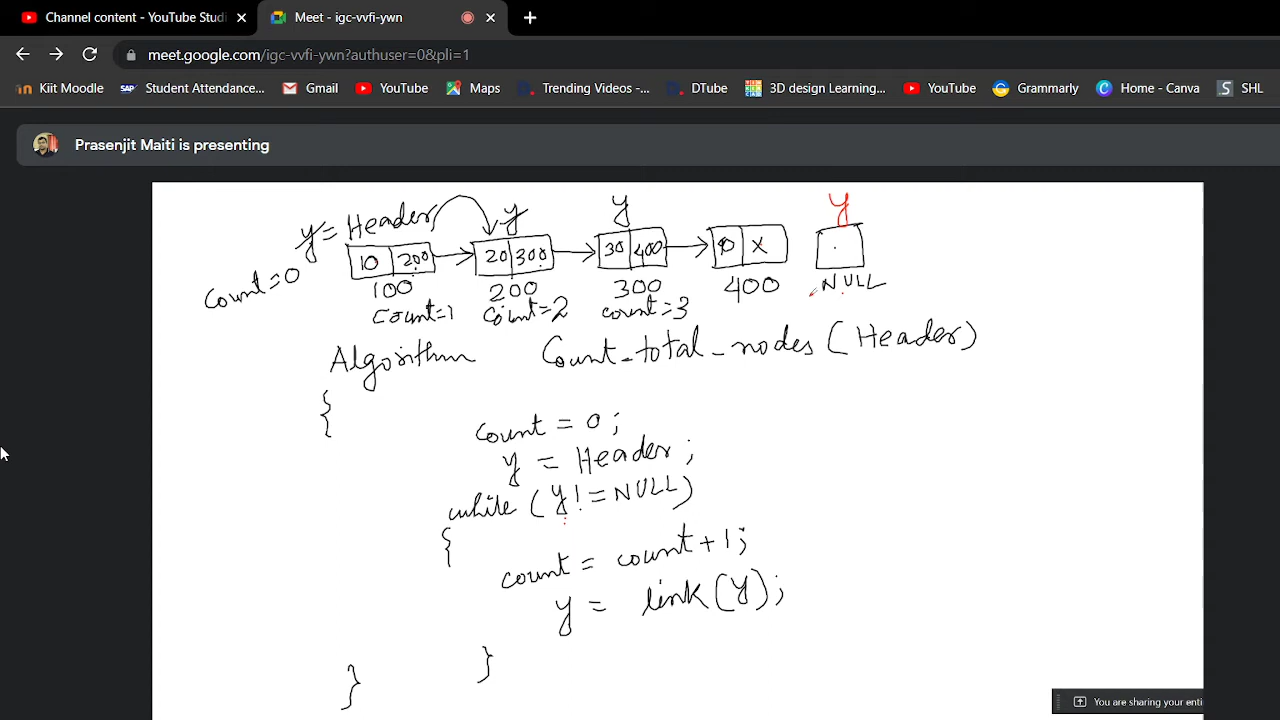 Channel content - YouTube Studi
Meet - igc-vvfi-ywn
meet.google.com/igc-vvfi-ywn?authuser=0&pli=1
Kiit Moodle
SAP
Student Attendance...
Gmail
YouTube
Maps
Trending Videos -...
DTube
3D design Learning...
YouTube
Grammarly
Home - Canva
SHL
Prasenjit Maiti is presenting
y = Header y y y
10 200 20 300 30 400 X
Count=0
100 200 300 400 NULL
Count=1 Count=2 count=3
Algorithm Count_total_nodes (Header)
{
count = 0;
y = Header;
while (y! = NULL)
{
count = count+1;
y = link(y);
}
}
You are sharing your enti